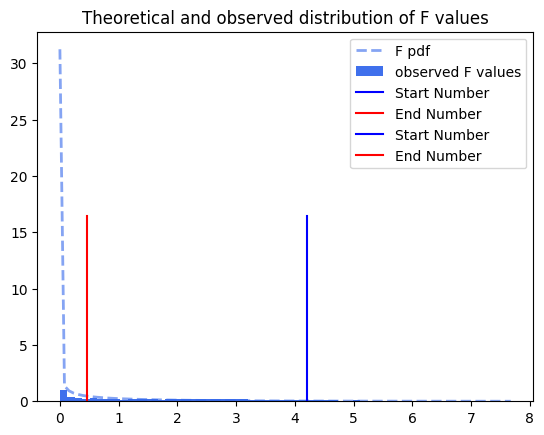 Theoretical and observed distribution of F values
F pdf
observed F values
Start Number
End Number
Start Number
End Number
30
25
20
15
10
5
0
0 1 2 3 4 5 6 7 8